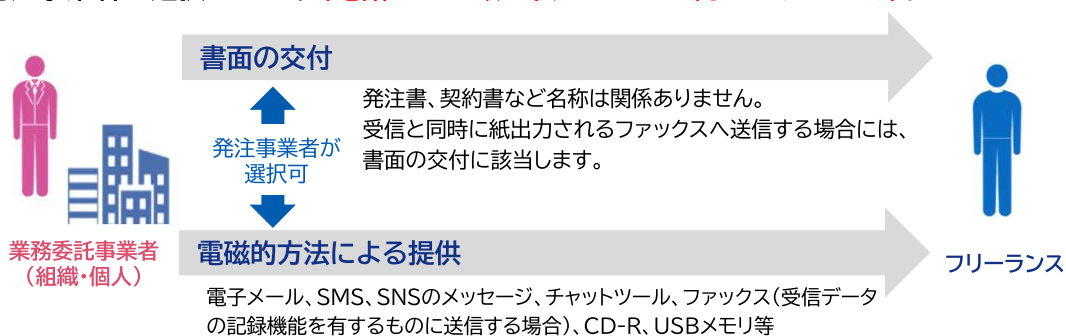 書面の交付
発注書、契約書など名称は関係ありません。
受信と同時に紙出力されるファックスへ送信する場合には、
書面の交付に該当します。
発注事業者が
選択可
業務委託事業者
（組織・個人）
電磁的方法による提供
フリーランス
電子メール、SMS、SNSのメッセージ、チャットツール、ファックス（受信データ
の記録機能を有するものに送信する場合）、CD-R、USBメモリ等